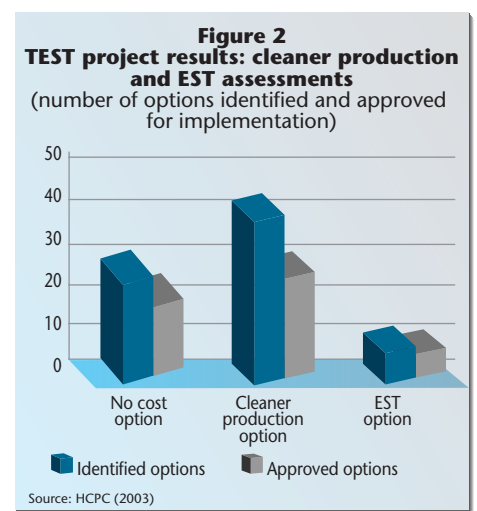 Figure 2
TEST project results: cleaner production
and EST assessments
(number of options identified and approved
for implementation)
50
40
30
20
10
0
No cost
option
Cleaner
production
option
EST
option
Identified options
Approved options
Source: HCPC (2003)